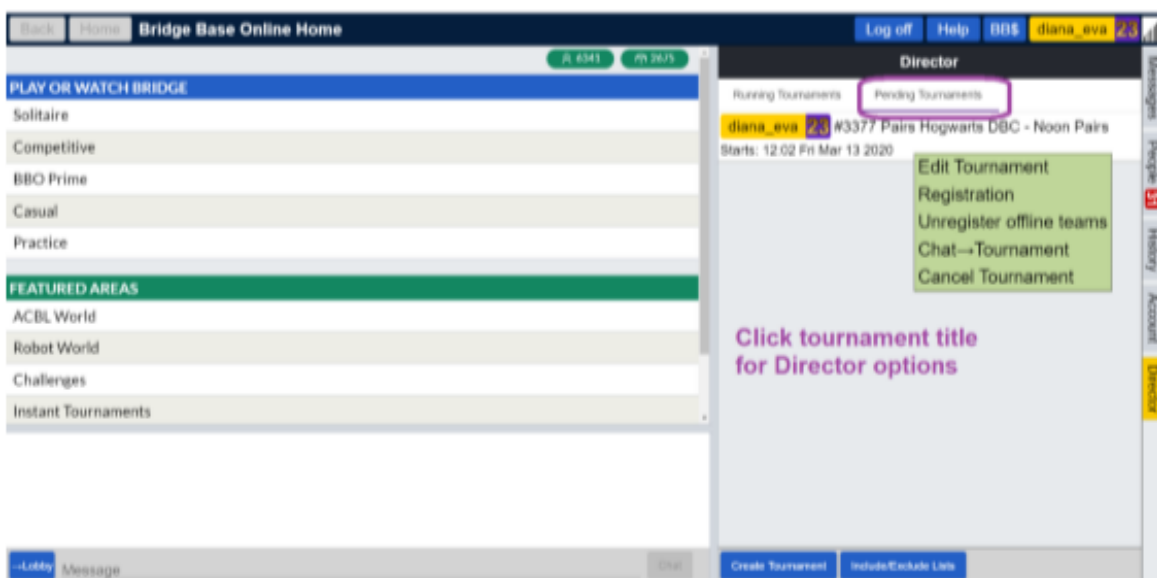 Back Home Bridge Base Online Home Log off Help BB$ diana_eva 23
6343 2675
PLAY OR WATCH BRIDGE
Solitaire
Competitive
BBO Prime
Casual
Practice
FEATURED AREAS
ACBL World
Robot World
Challenges
Instant Tournaments
→Lobby Message Chat
Director
Running Tournaments Pending Tournaments
diana_eva 23 #3377 Pairs Hogwarts DBC - Noon Pairs
Starts: 12:02 Fri Mar 13 2020
Edit Tournament
Registration
Unregister offline teams
Chat→Tournament
Cancel Tournament
Click tournament title
for Director options
Create Tournament Include/Exclude Lists
Messages
People 51
History
Account
Director